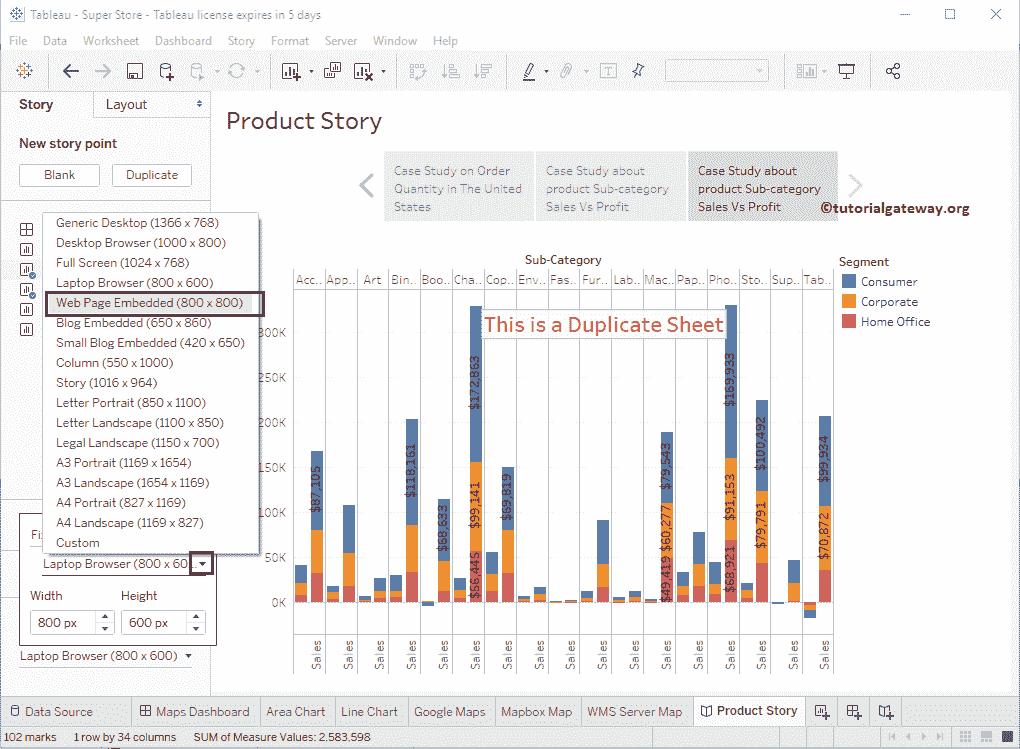 Tableau - Super Store - Tableau license expires in 5 days
File Data Worksheet Dashboard Story Format Server Window Help
Story Layout
New story point
Blank Duplicate
Generic Desktop (1366 x 768)
Desktop Browser (1000 x 800)
Full Screen (1024 x 768)
Laptop Browser (800 x 600)
Web Page Embedded (800 x 800)
Blog Embedded (650 x 860)
Small Blog Embedded (420 x 650)
Column (550 x 1000)
Story (1016 x 964)
Letter Portrait (850 x 1100)
Letter Landscape (1100 x 850)
Legal Landscape (1150 x 700)
A3 Portrait (1169 x 1654)
A3 Landscape (1654 x 1169)
A4 Portrait (827 x 1169)
A4 Landscape (1169 x 827)
Custom
Laptop Browser (800 x 60..
Width Height
800 px 600 px
Laptop Browser (800 x 600)
Product Story
Case Study on Order
Quantity in The United
States
Case Study about
product Sub-category
Sales Vs Profit
Case Study about
product Sub-category
Sales Vs Profit
©tutorialgateway.org
Sub-Category
Acc.. App.. Art Bin.. Boo.. Cha.. Cop.. Env.. Fas.. Fur.. Lab.. Mac.. Pap.. Pho.. Sto.. Sup.. Tab..
This is a Duplicate Sheet
300K
250K
200K
150K
100K
50K
0K
$87,105
$118,161
$68,633
$172,863
$99,141
$66,445
$69,819
$79,543
$60,277
$49,419
$169,933
$91,153
$68,921
$100,492
$79,791
$99,934
$70,872
Sales Sales Sales Sales Sales Sales Sales Sales Sales Sales Sales Sales Sales Sales Sales Sales Sales
Segment
Consumer
Corporate
Home Office
Data Source Maps Dashboard Area Chart Line Chart Google Maps Mapbox Map WMS Server Map Product Story
102 marks 1 row by 34 columns SUM of Measure Values: 2,583,598